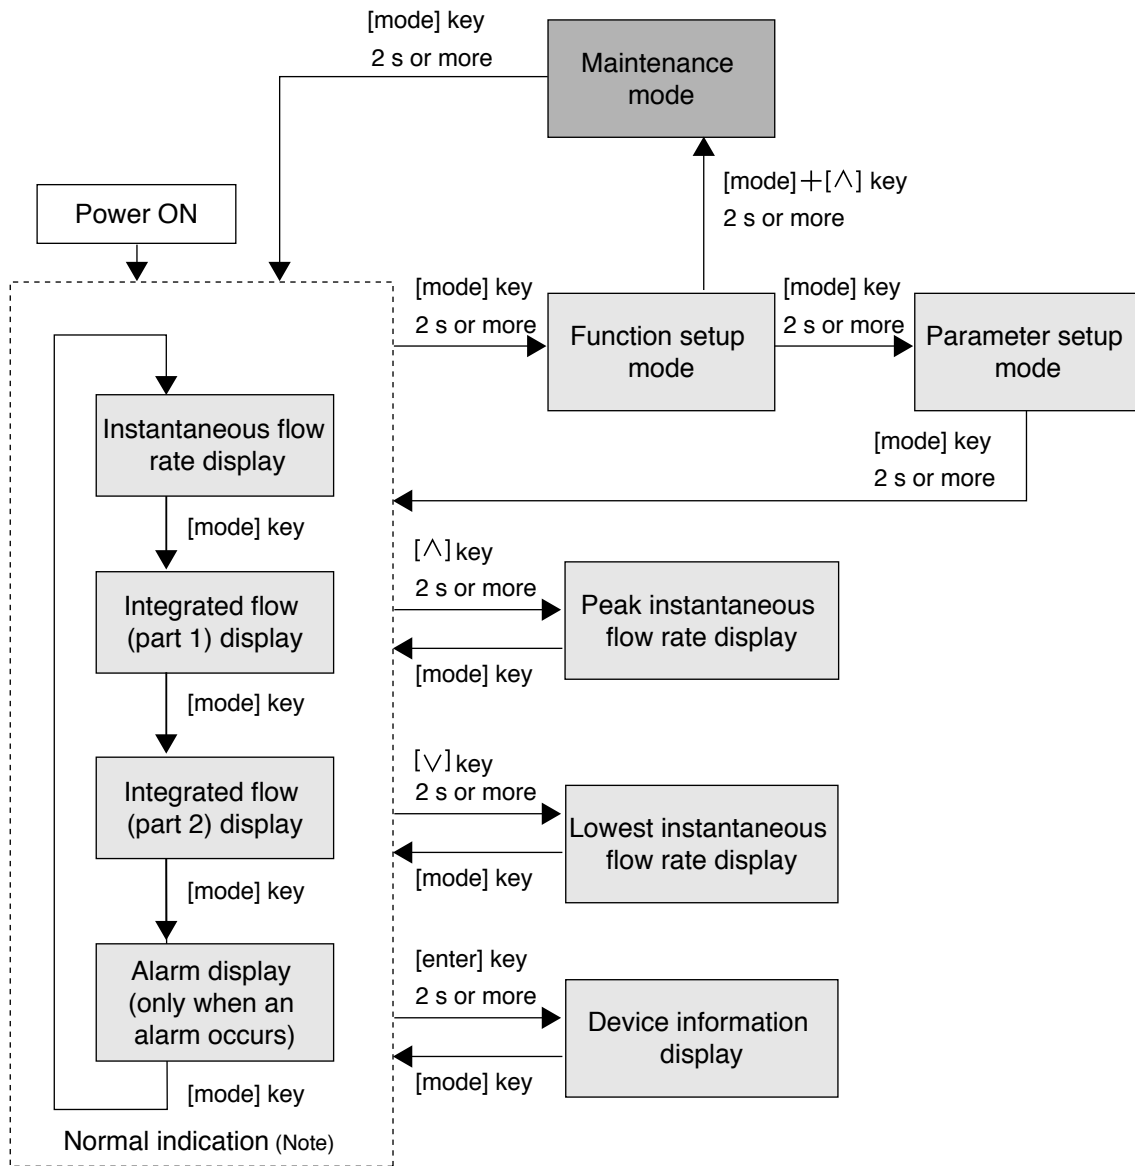 [mode] key
2 s or more
Maintenance
mode
[mode]+[∧] key
2 s or more
Power ON
[mode] key
2 s or more
Function setup
mode
[mode] key
2 s or more
Parameter setup
mode
[mode] key
2 s or more
Instantaneous flow
rate display
[mode] key
Integrated flow
(part 1) display
[mode] key
Integrated flow
(part 2) display
[mode] key
Alarm display
(only when an
alarm occurs)
[mode] key
Normal indication (Note)
[∧] key
2 s or more
Peak instantaneous
flow rate display
[mode] key
[∨] key
2 s or more
Lowest instantaneous
flow rate display
[mode] key
[enter] key
2 s or more
Device information
display
[mode] key